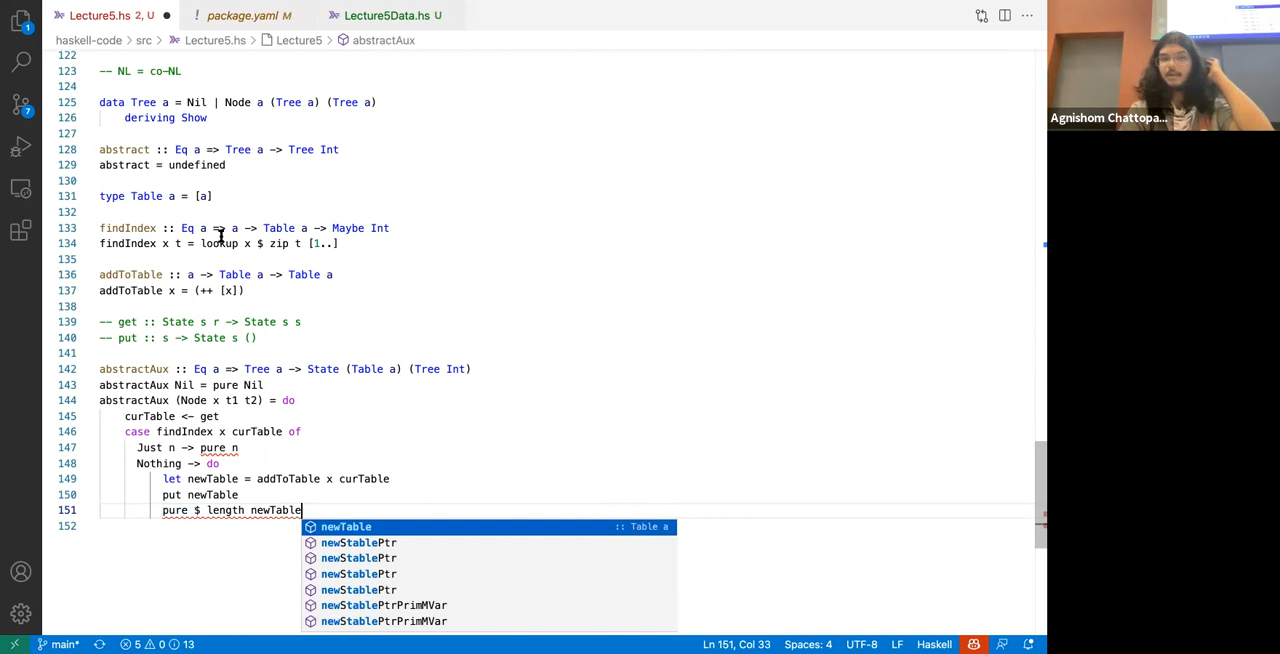 Lecture5.hs 2, U
! package.yaml M
Lecture5Data.hs U
haskell-code > src > Lecture5.hs > Lecture5 > abstractAux
122
123 -- NL = co-NL
124
125 data Tree a = Nil | Node a (Tree a) (Tree a)
126 deriving Show
127
128 abstract :: Eq a => Tree a -> Tree Int
129 abstract = undefined
130
131 type Table a = [a]
132
133 findIndex :: Eq a => a -> Table a -> Maybe Int
134 findIndex x t = lookup x $ zip t [1..]
135
136 addToTable :: a -> Table a -> Table a
137 addToTable x = (++ [x])
138
139 -- get :: State s r -> State s s
140 -- put :: s -> State s ()
141
142 abstractAux :: Eq a => Tree a -> State (Table a) (Tree Int)
143 abstractAux Nil = pure Nil
144 abstractAux (Node x t1 t2) = do
145 curTable <- get
146 case findIndex x curTable of
147 Just n -> pure n
148 Nothing -> do
149 let newTable = addToTable x curTable
150 put newTable
151 pure $ length newTable
152
newTable :: Table a
newStablePtr
newStablePtr
newStablePtr
newStablePtr
newStablePtrPrimMVar
newStablePtrPrimMVar
1
7
Agnishom Chattopa...
main*
5 0 13
Ln 151, Col 33
Spaces: 4
UTF-8
LF
Haskell